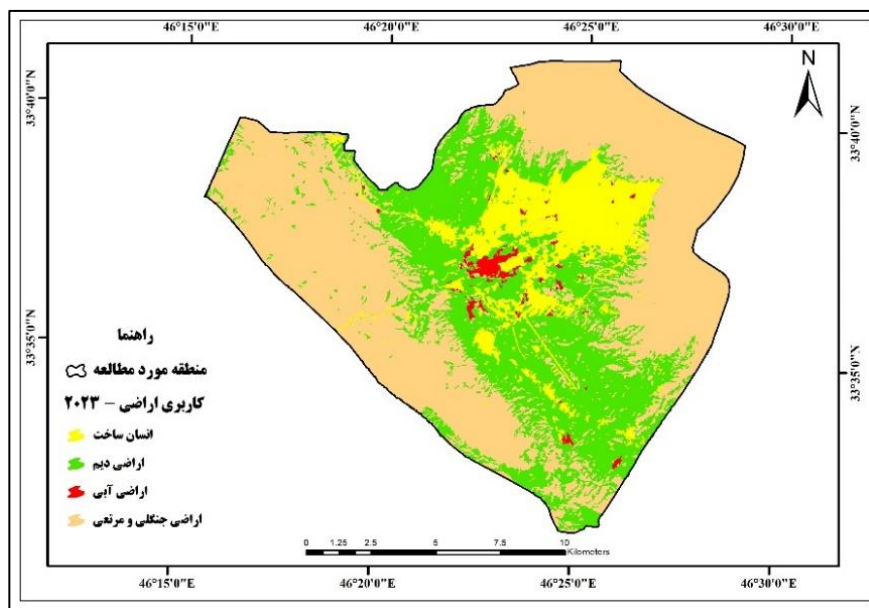 46°15'0"E 46°20'0"E 46°25'0"E 46°30'0"E
N
33°40'0"N
33°40'0"N
33°35'0"N
33°35'0"N
راهنما
منطقه مورد مطالعه
کاربری اراضی - ۲۰۲۳
انسان ساخت
اراضی دیم
اراضی آبی
اراضی جنگلی و مرتعی
0 1.25 2.5 5 7.5 10
Kilometers
46°15'0"E 46°20'0"E 46°25'0"E 46°30'0"E